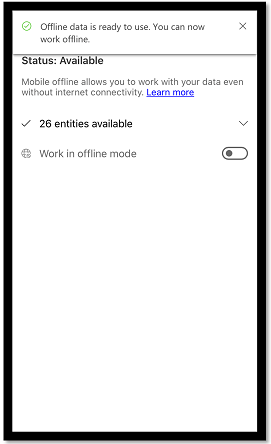 Offline data is ready to use. You can now
work offline.
Status: Available
Mobile offline allows you to work with your data even
without internet connectivity. Learn more
26 entities available
Work in offline mode